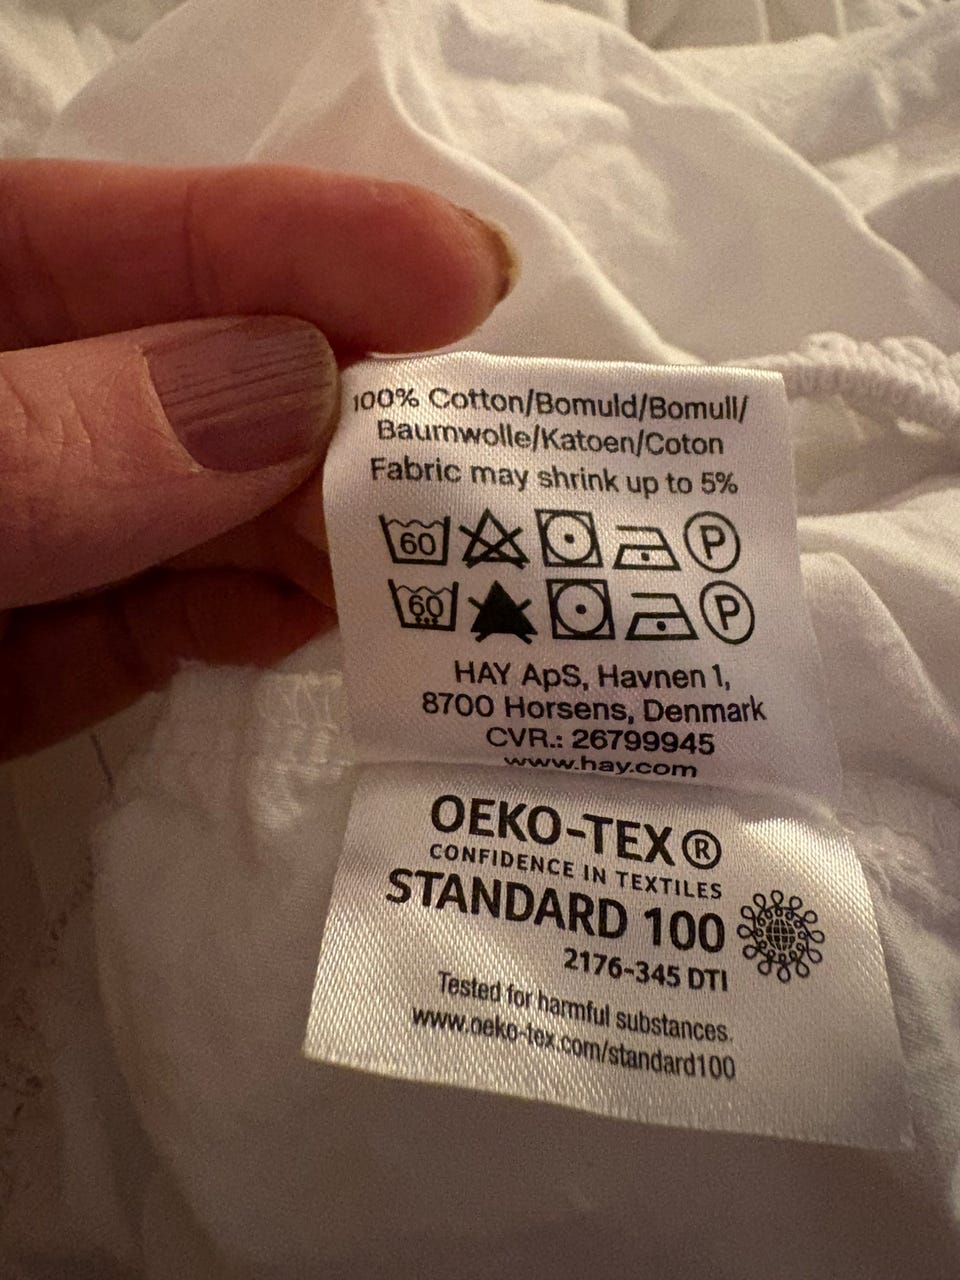 100% Cotton/Bomuld/Bomull/
Baumwolle/Katoen/Coton
Fabric may shrink up to 5%
60 P
60 P
HAY ApS, Havnen 1,
8700 Horsens, Denmark
CVR.: 26799945
www.hay.com
OEKO-TEX®
CONFIDENCE IN TEXTILES
STANDARD 100
2176-345 DTI
Tested for harmful substances.
www.oeko-tex.com/standard100